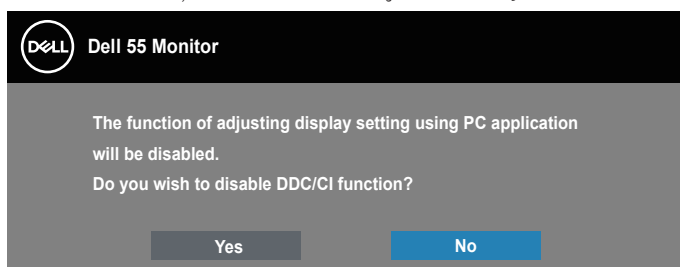 DELL Dell 55 Monitor
The function of adjusting display setting using PC application
will be disabled.
Do you wish to disable DDC/CI function?
Yes No